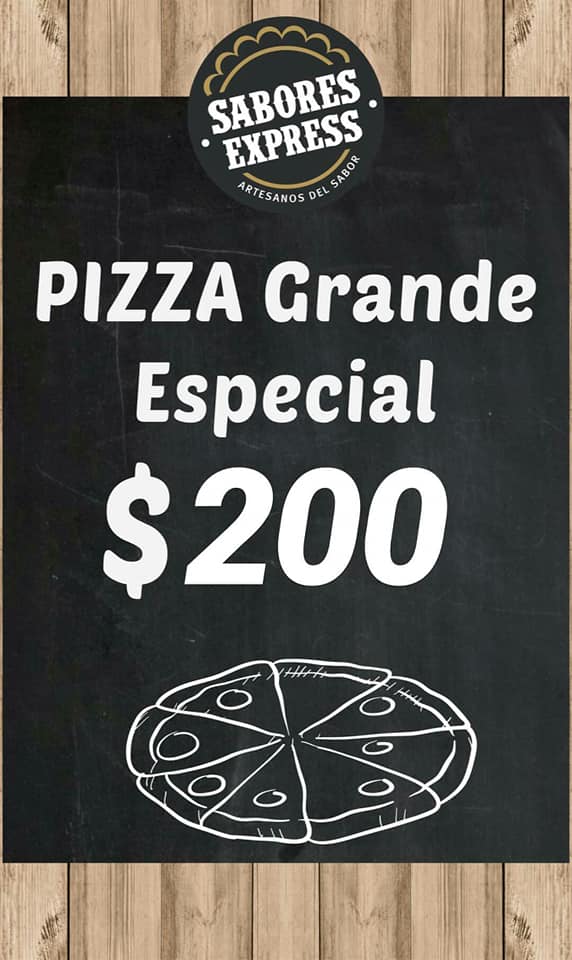 SABORES
EXPRESS
ARTESANOS DEL SABOR
PIZZA Grande
Especial
$200